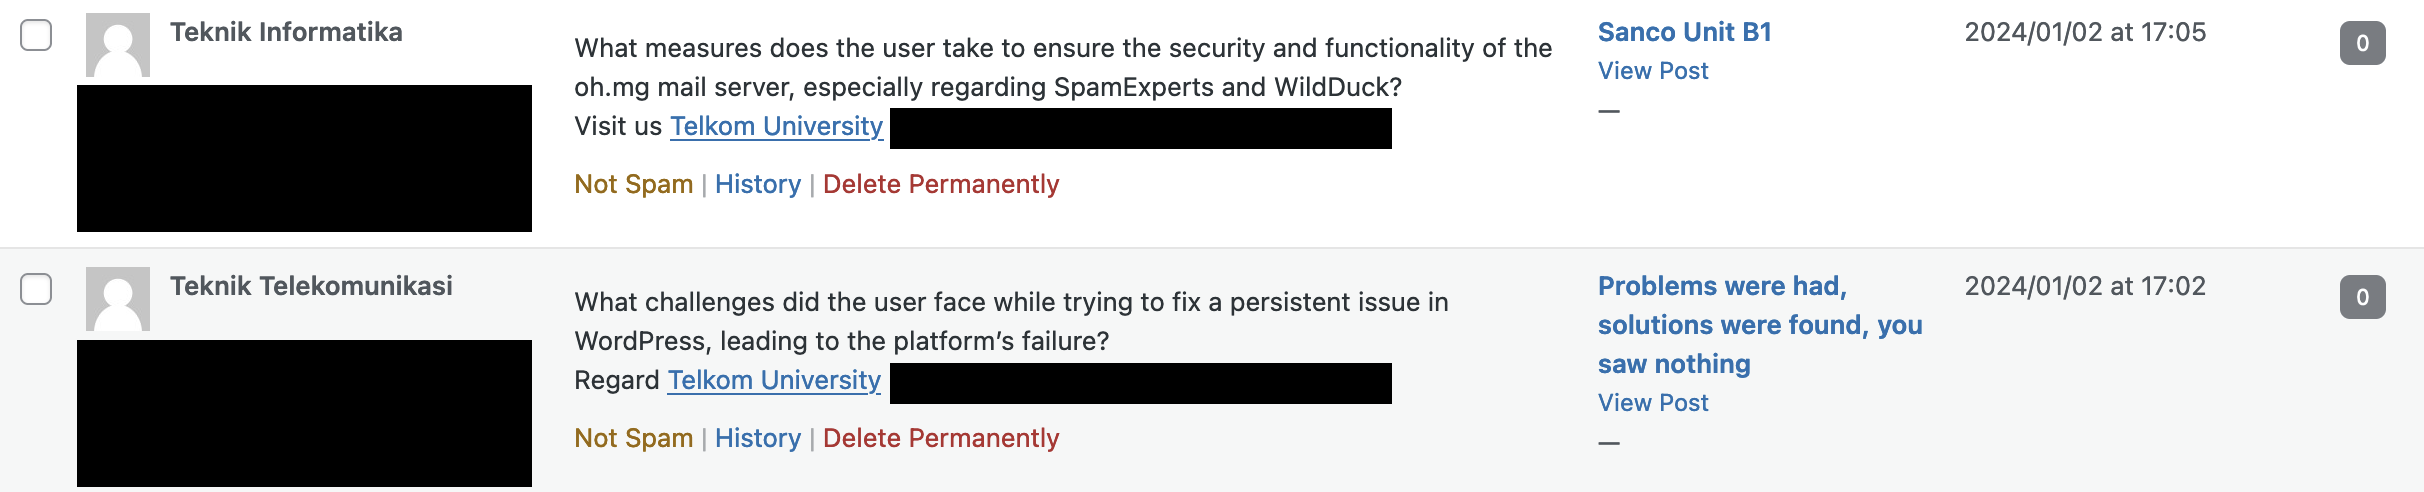 Teknik Informatika
What measures does the user take to ensure the security and functionality of the
oh.mg mail server, especially regarding SpamExperts and WildDuck?
Visit us Telkom University
Not Spam | History | Delete Permanently
Sanco Unit B1
View Post
—
2024/01/02 at 17:05
0
Teknik Telekomunikasi
What challenges did the user face while trying to fix a persistent issue in
WordPress, leading to the platform’s failure?
Regard Telkom University
Not Spam | History | Delete Permanently
Problems were had,
solutions were found, you
saw nothing
View Post
—
2024/01/02 at 17:02
0